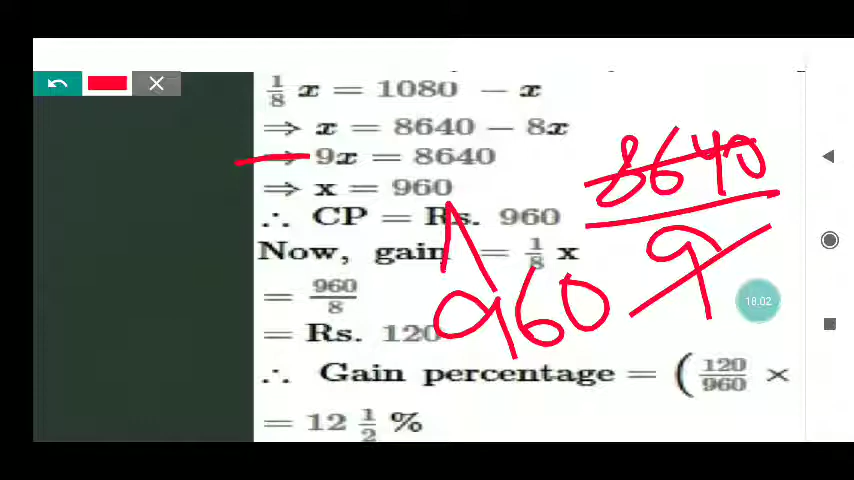 1/8 x = 1080 − x
⇒ x = 8640 − 8x
⇒ 9x = 8640
⇒ x = 960
∴ CP = Rs. 960
Now, gain = 1/8 x
= 960/8
= Rs. 120
∴ Gain percentage = (120/960 ×
= 12 1/2 %
8640
9
960
18.02